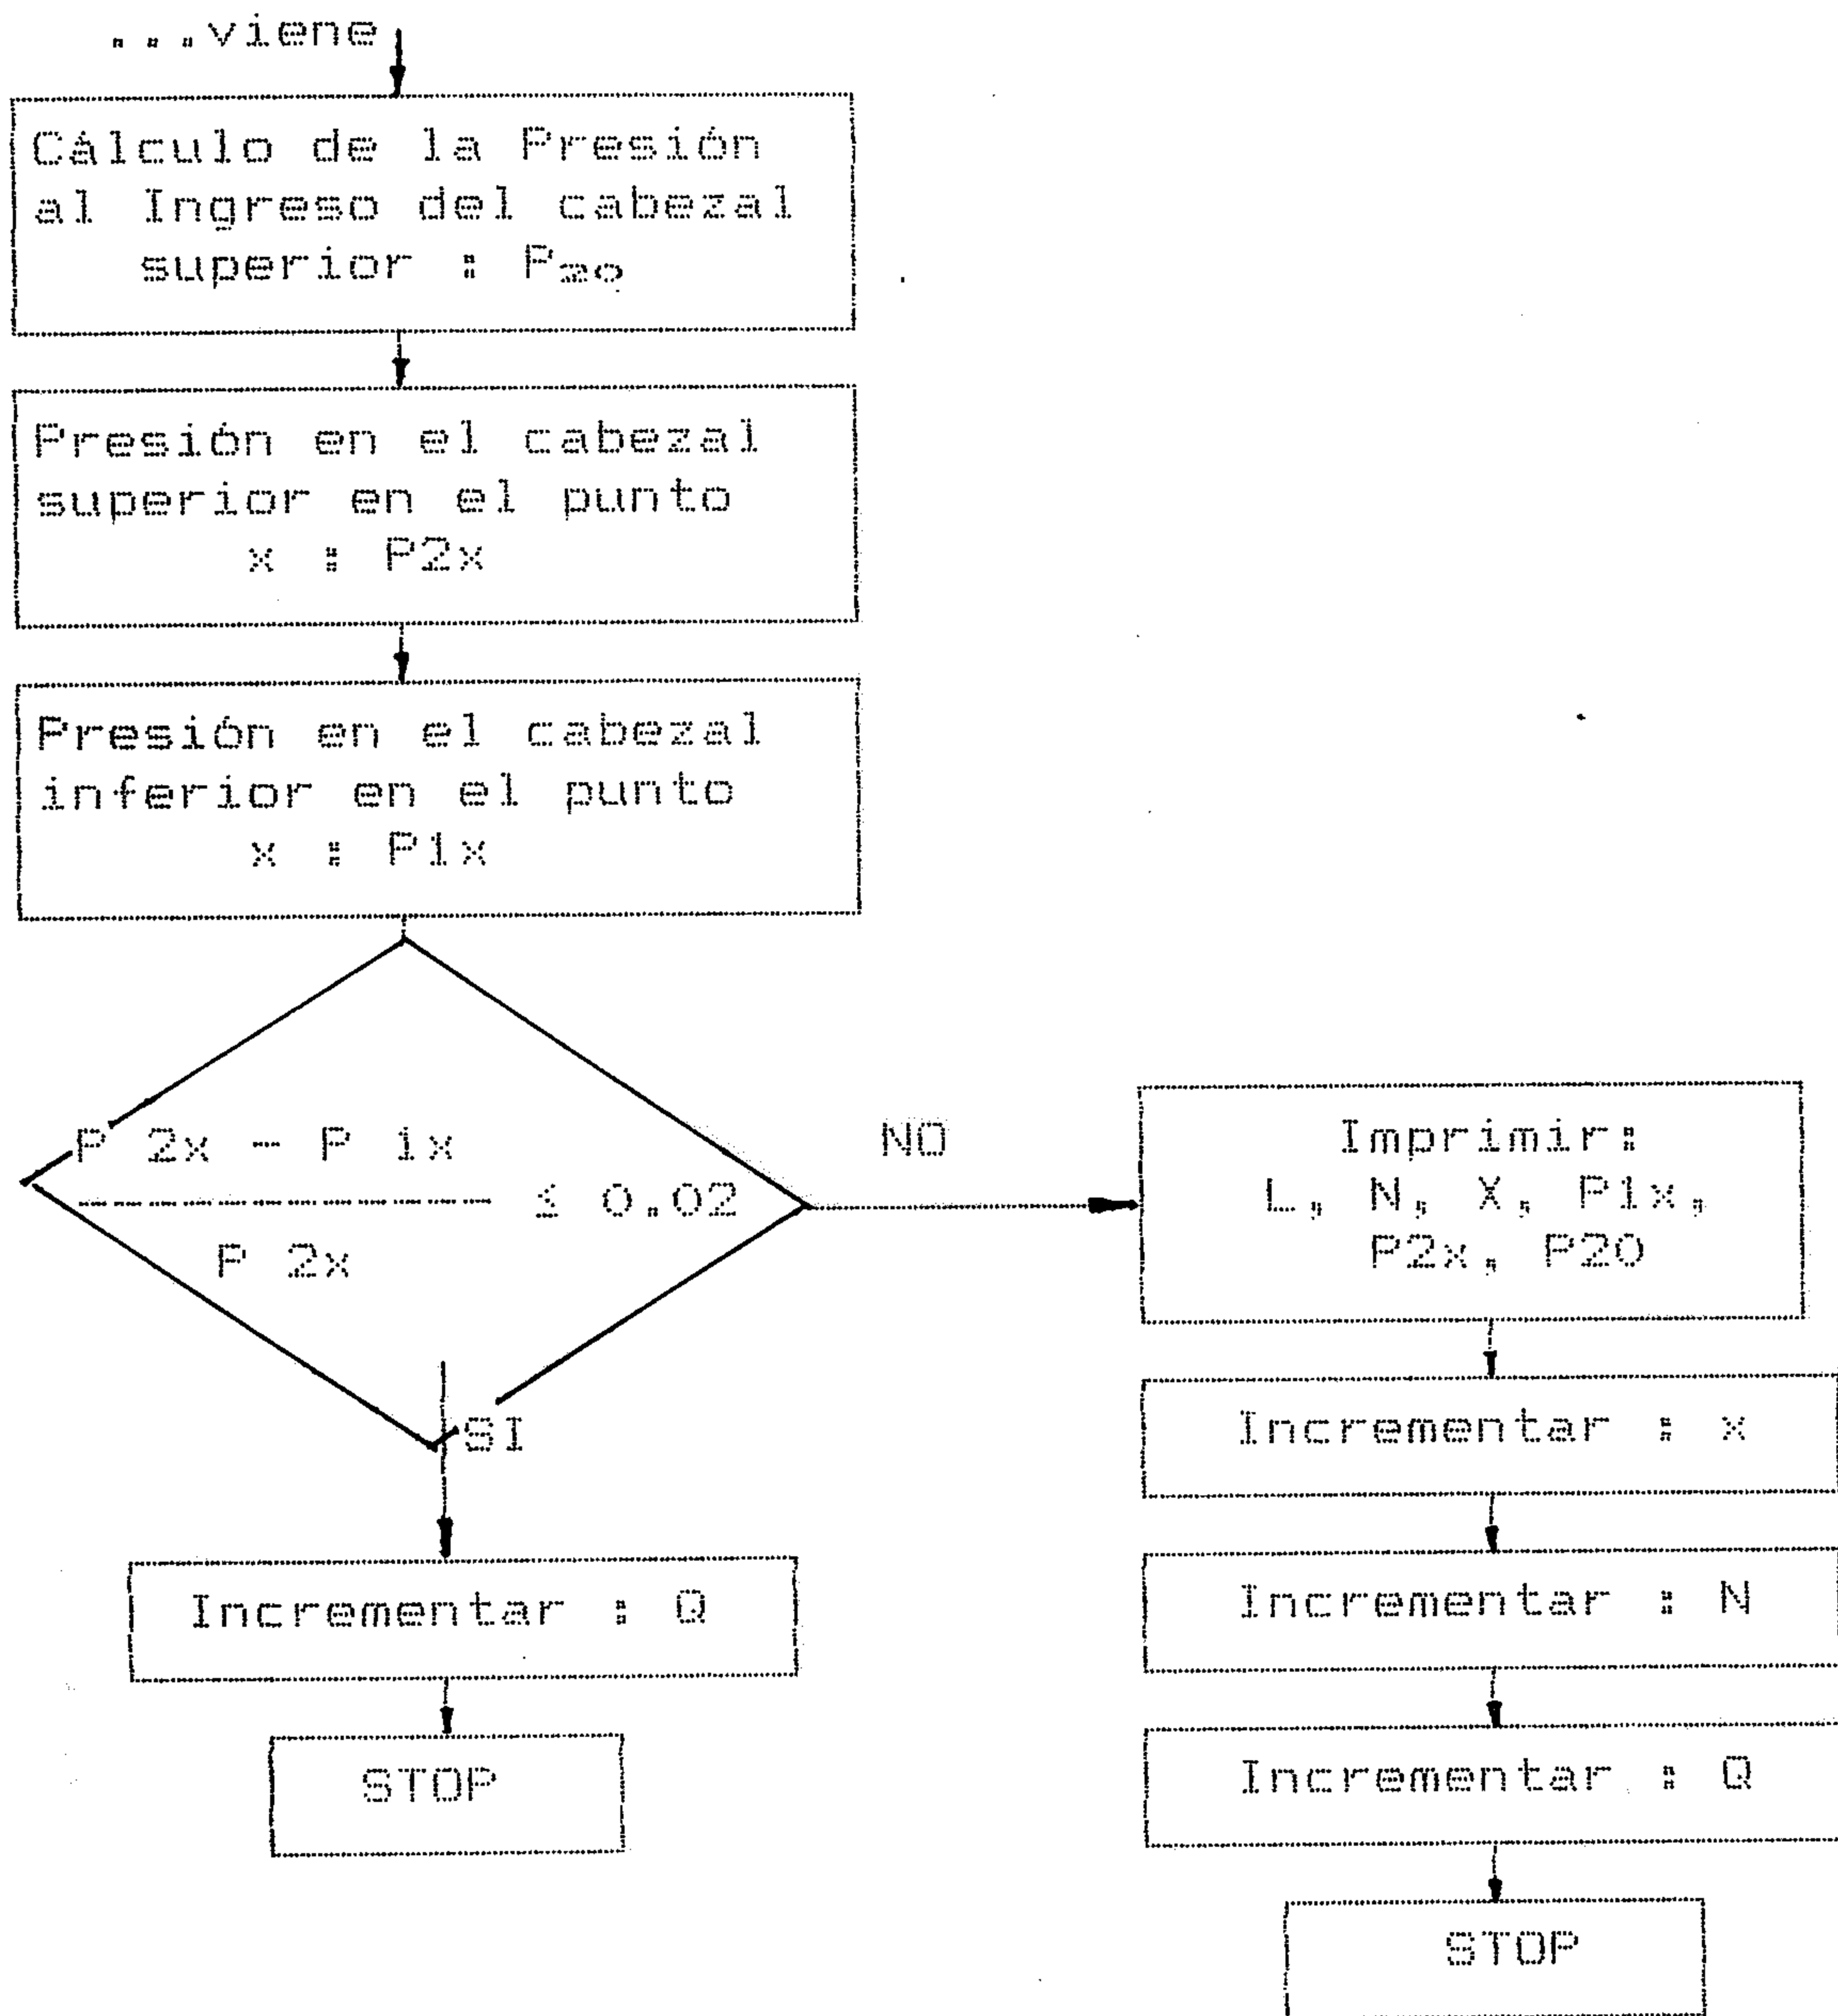 ...viene
Cálculo de la Presión
al Ingreso del cabezal
superior : P₂₀
Presión en el cabezal
superior en el punto
x : P2x
Presión en el cabezal
inferior en el punto
x : P1x
P 2x - P 1x
------------------ ≤ 0.02
P 2x
NO
SI
Incrementar : Q
STOP
Imprimir:
L, N, X, P1x,
P2x, P20
Incrementar : x
Incrementar : N
Incrementar : Q
STOP